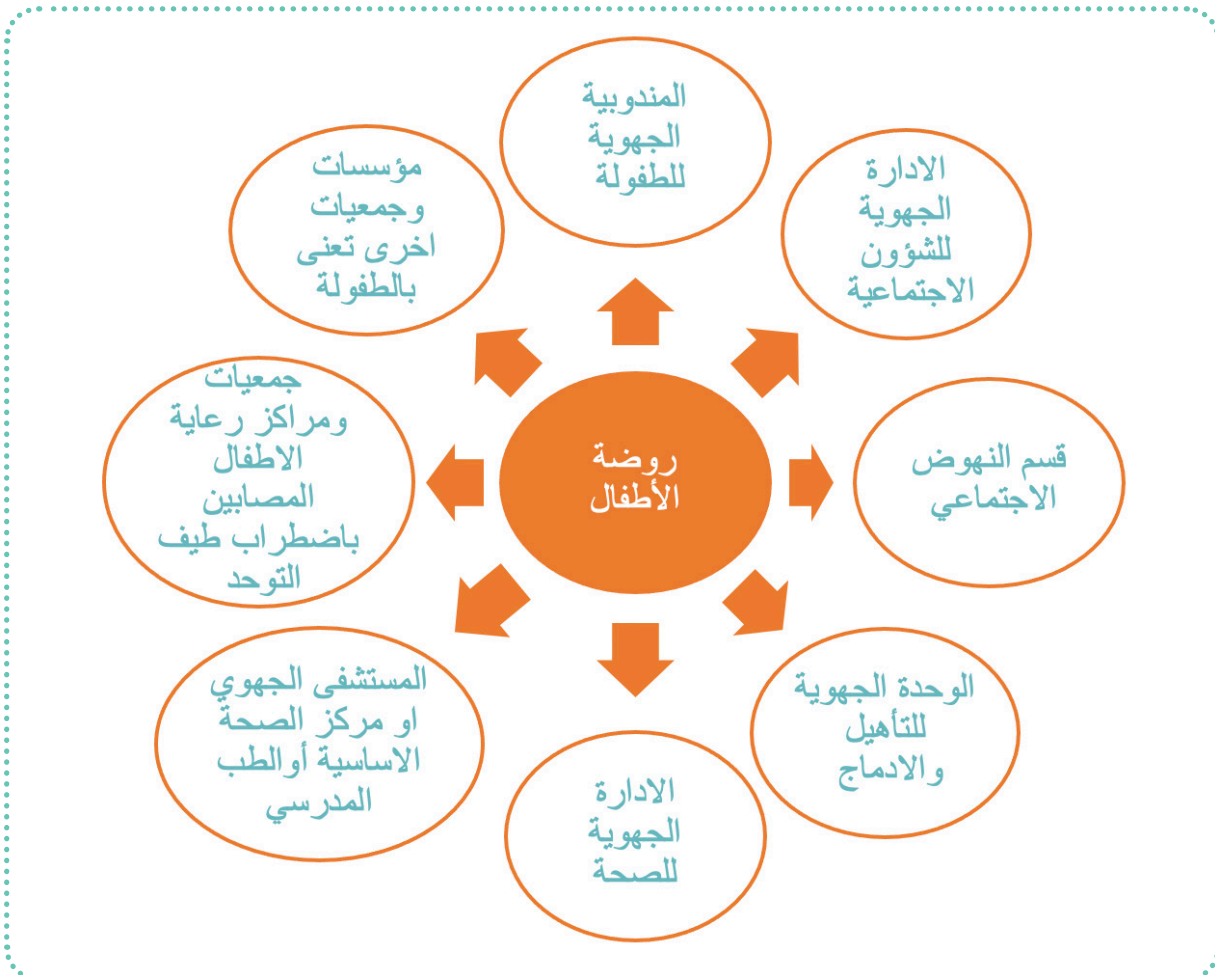 المندوبية
الجهوية
للطفولة
الادارة
الجهوية
للشؤون
الاجتماعية
قسم النهوض
الاجتماعي
الوحدة الجهوية
للتأهيل
والادماج
الادارة
الجهوية
للصحة
المستشفى الجهوي
او مركز الصحة
الاساسية أوالطب
المدرسي
جمعيات
ومراكز رعاية
الاطفال
المصابين
باضطراب طيف
التوحد
مؤسسات
وجمعيات
اخرى تعنى
بالطفولة
روضة
الأطفال